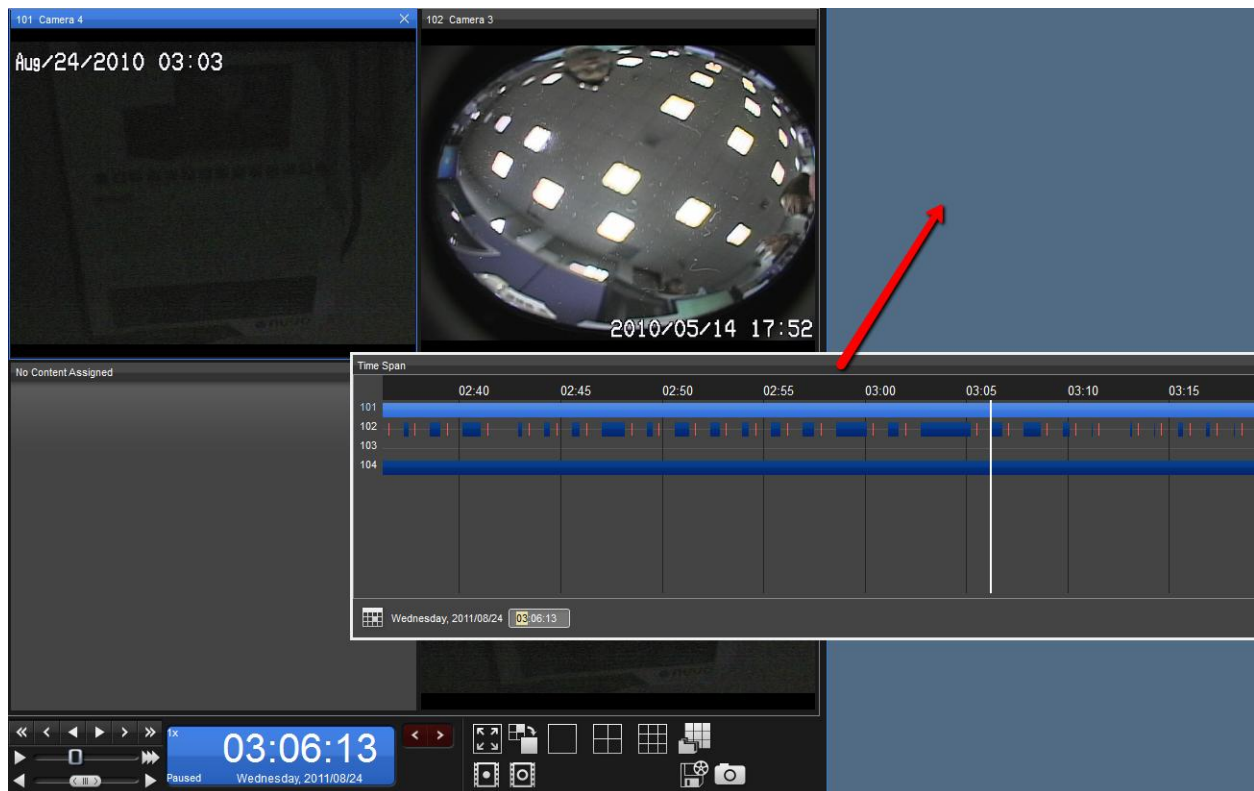 101 Camera 4
102 Camera 3
Aug/24/2010 03:03
2010/05/14 17:52
No Content Assigned
Time Span
02:40 02:45 02:50 02:55 03:00 03:05 03:10 03:15
101
102
103
104
Wednesday, 2011/08/24 03:06:13
1x
03:06:13
Paused Wednesday, 2011/08/24